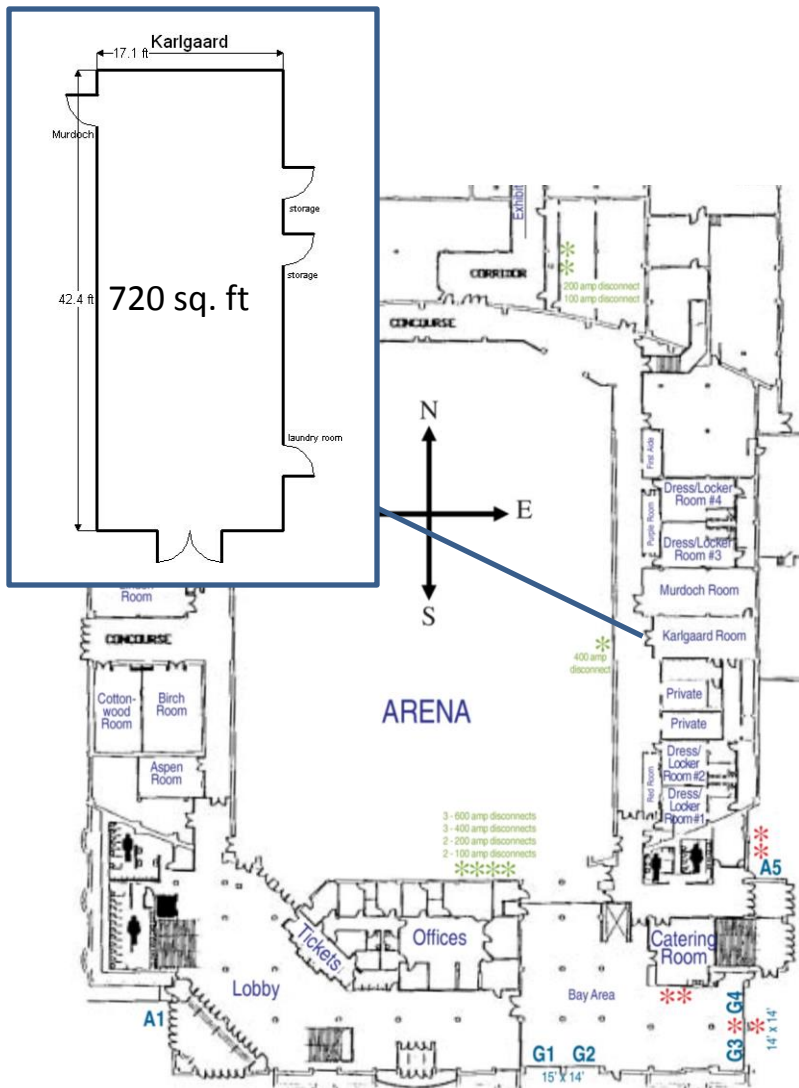 Karlgaard
17.1 ft
Murdoch
storage
storage
42.4 ft
720 sq. ft
laundry room
Exhibit
CORRIDOR
200 amp disconnect
100 amp disconnect
CONCOURSE
N
E
S
First Aide
Dress/Locker
Room #4
Purple Room
Dress/Locker
Room #3
Murdoch Room
Room
Karlgaard Room
CONCOURSE
400 amp
disconnect
Cotton-
wood
Room
Birch
Room
Private
ARENA
Private
Aspen
Room
Dress/
Locker
Room #2
Red Room
Dress/
Locker
Room#1
3 - 600 amp disconnects
3 - 400 amp disconnects
2 - 200 amp disconnects
2 - 100 amp disconnects
A5
Tickets
Offices
Catering
Room
Lobby
Bay Area
A1
G4
G3
14' x 14'
G1
G2
15' x 14'